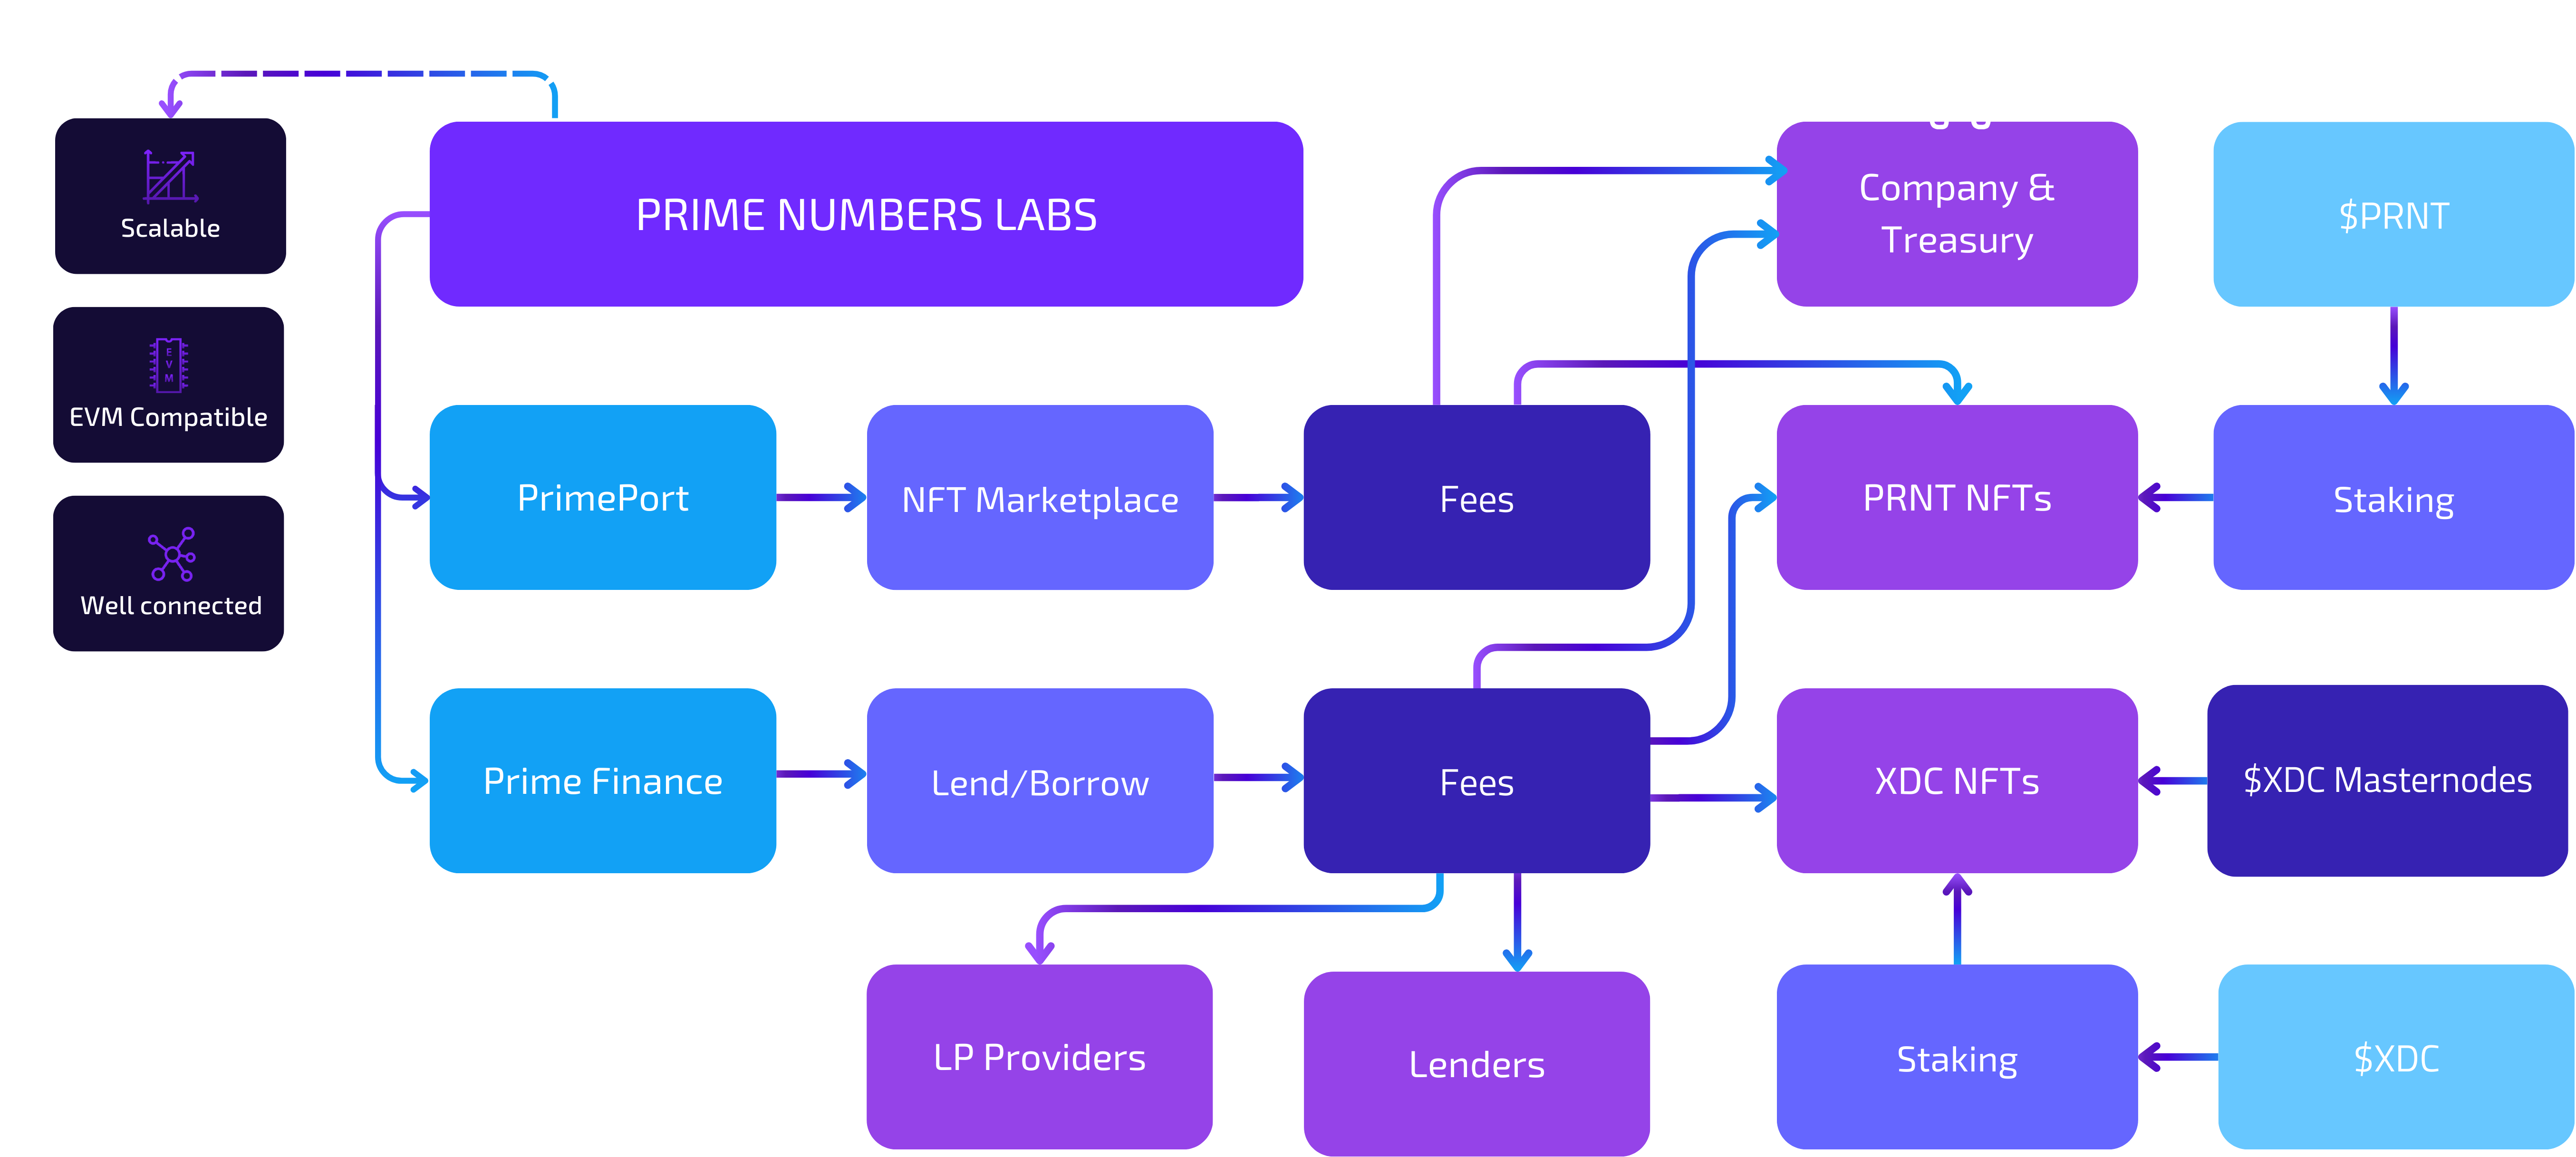 Scalable
E
V
M
EVM Compatible
Well connected
PRIME NUMBERS LABS
Company &
Treasury
$PRNT
PrimePort
NFT Marketplace
Fees
PRNT NFTs
Staking
Prime Finance
Lend/Borrow
Fees
XDC NFTs
$XDC Masternodes
LP Providers
Lenders
Staking
$XDC